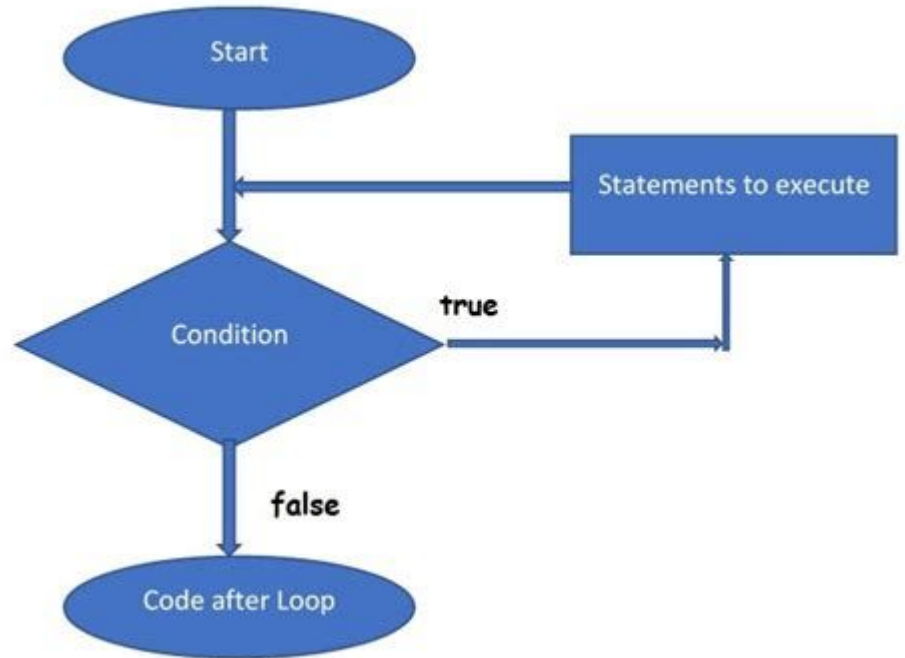 Start
Statements to execute
true
Condition
false
Code after Loop